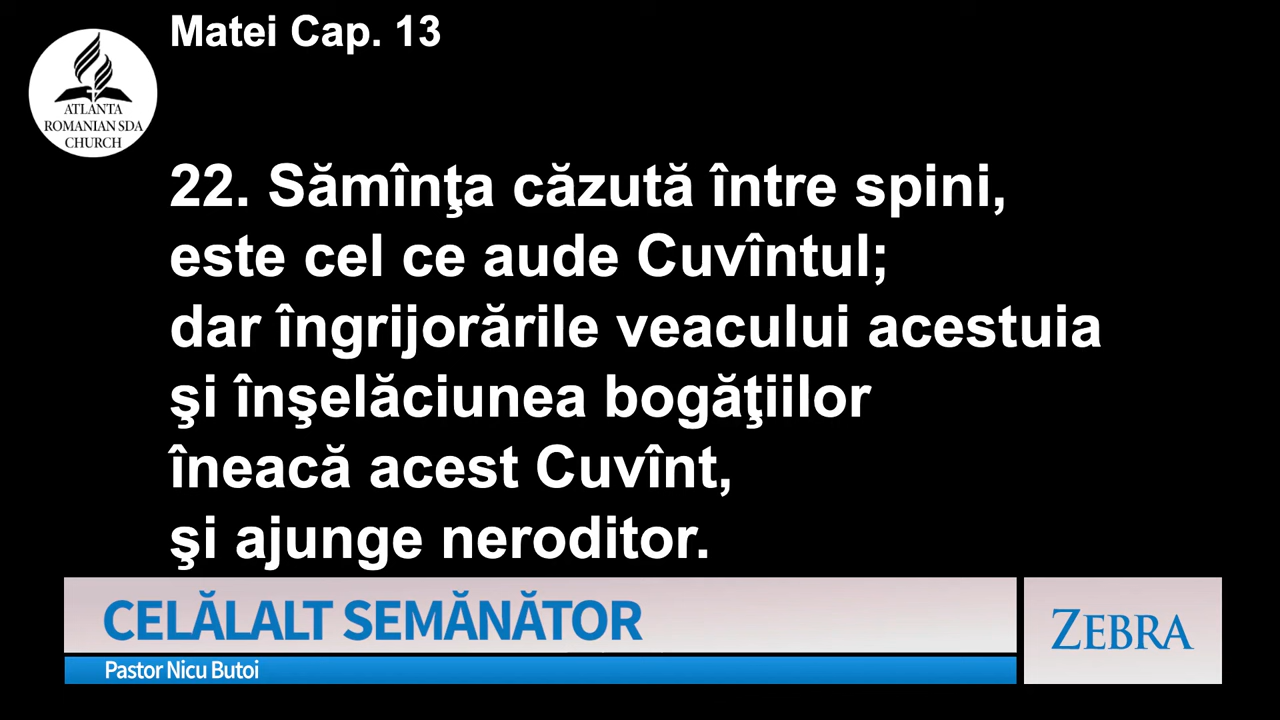 Matei Cap. 13
ATLANTA
ROMANIAN SDA
CHURCH
22. Sămînţa căzută între spini,
este cel ce aude Cuvîntul;
dar îngrijorările veacului acestuia
şi înşelăciunea bogăţiilor
îneacă acest Cuvînt,
şi ajunge neroditor.
CELĂLALT SEMĂNĂTOR
Pastor Nicu Butoi
ZEBRA